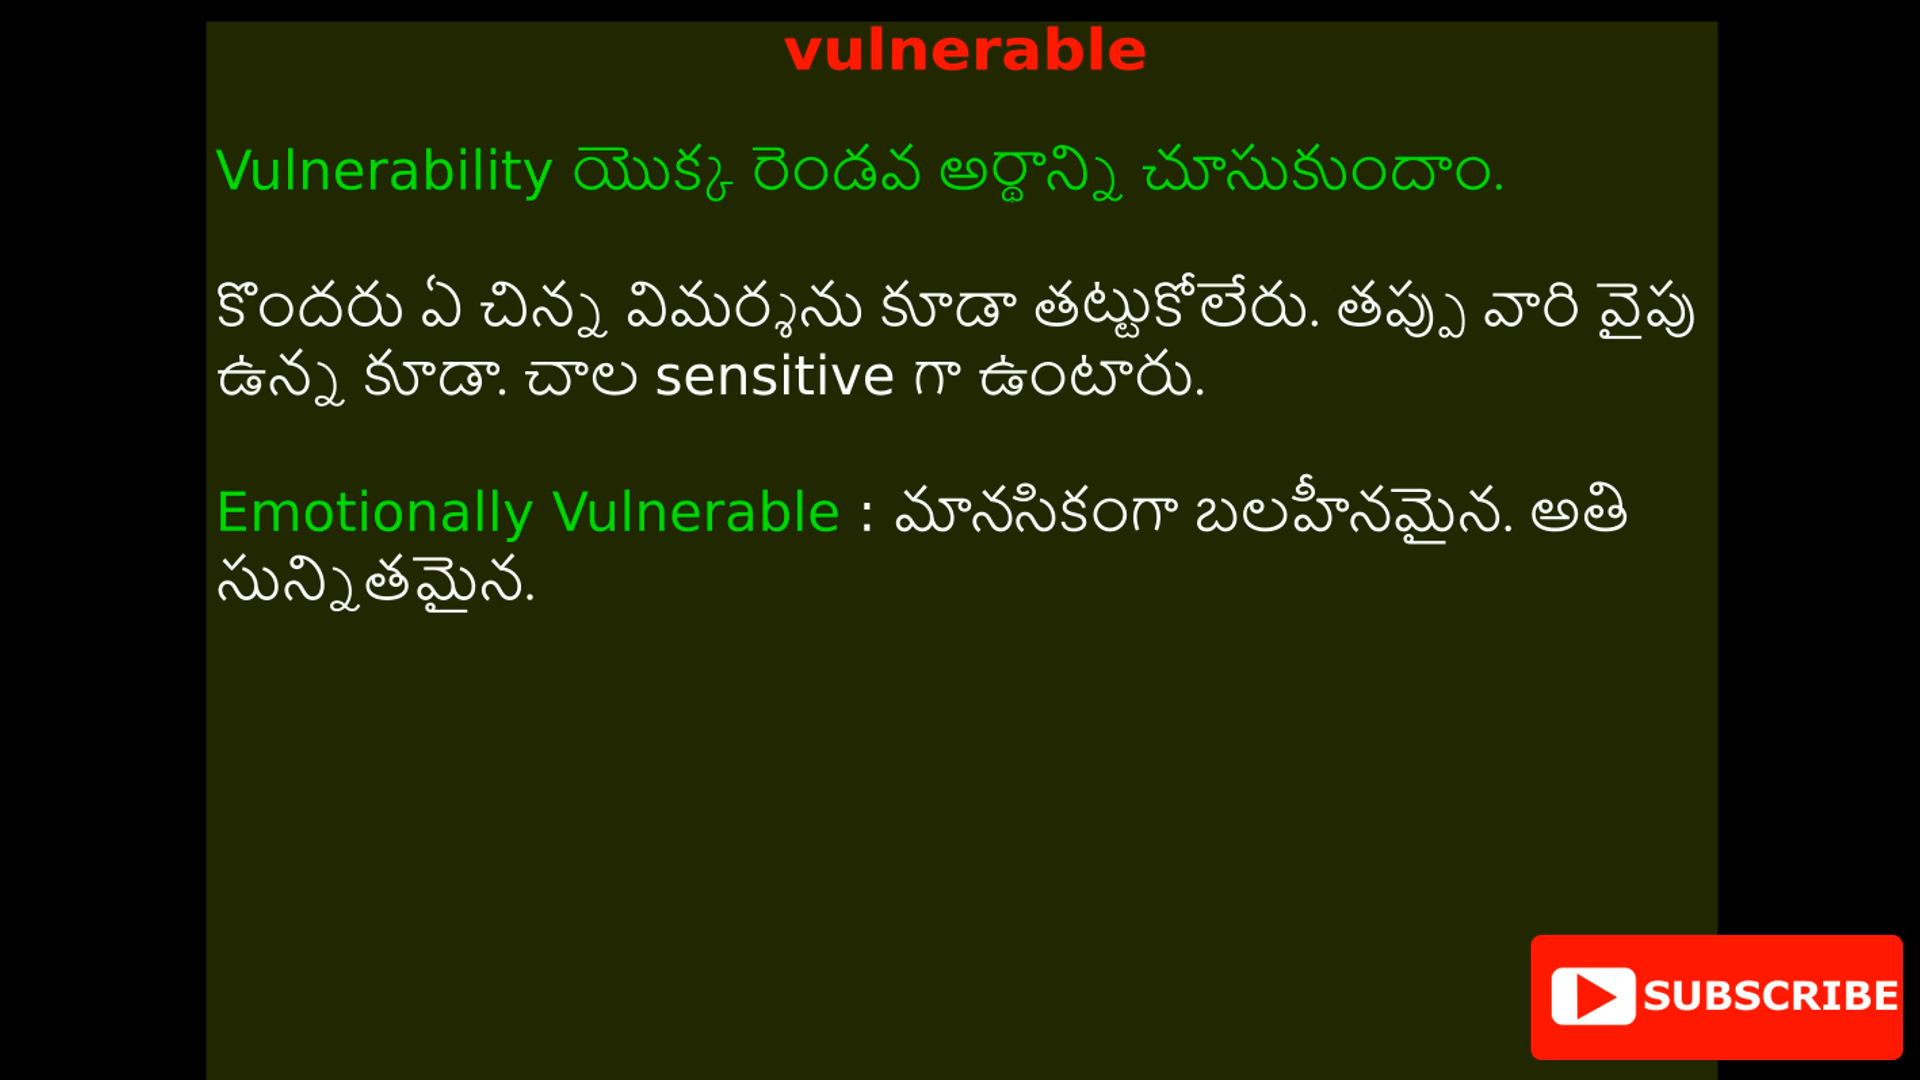 vulnerable
Vulnerability యొక్క రెండవ అర్థాన్ని చూసుకుందాం.
కొందరు ఏ చిన్న విమర్శను కూడా తట్టుకోలేరు. తప్పు వారి వైపు
ఉన్న కూడా. చాల sensitive గా ఉంటారు.
Emotionally Vulnerable : మానసికంగా బలహీనమైన. అతి
సున్నితమైన.
SUBSCRIBE